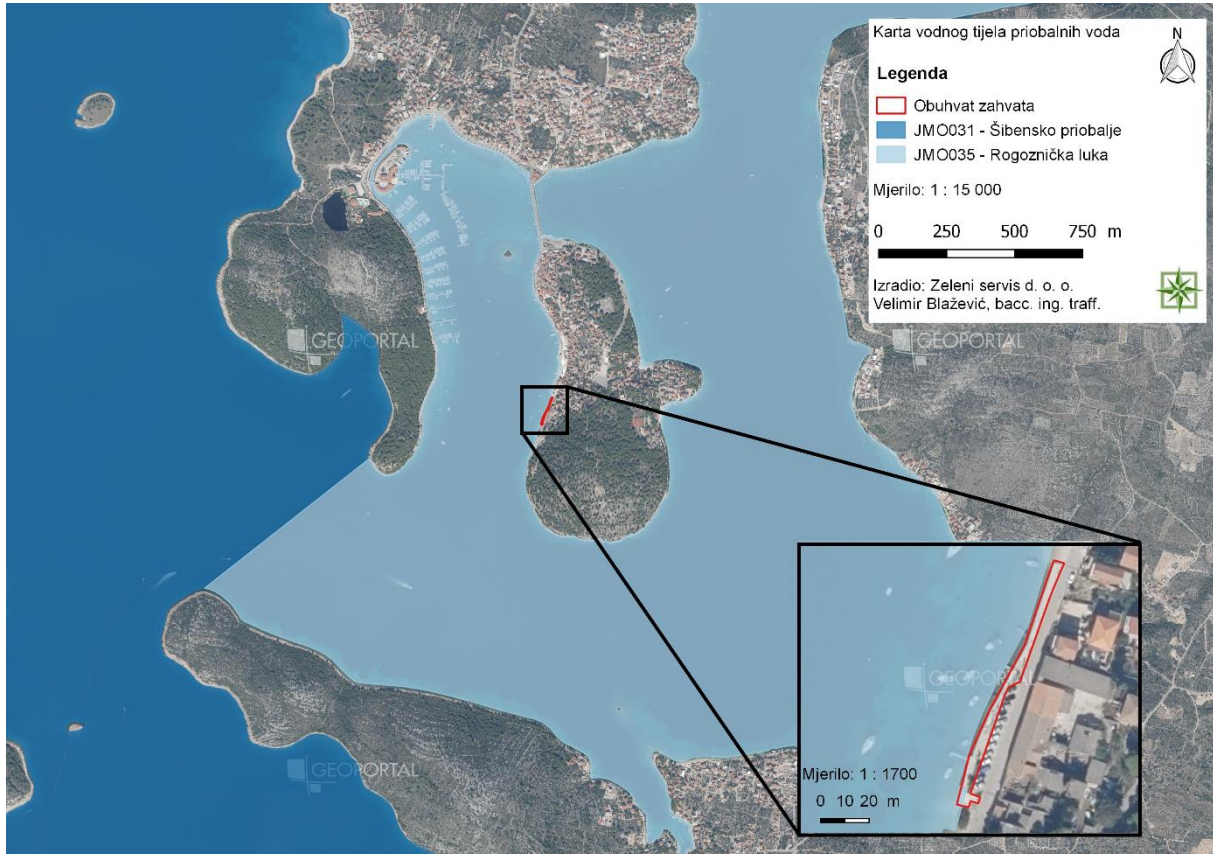 Karta vodnog tijela priobalnih voda
N
Legenda
Obuhvat zahvata
JMO031 - Šibensko priobalje
JMO035 - Rogoznička luka
Mjerilo: 1 : 15 000
0 250 500 750 m
Izradio: Zeleni servis d. o. o.
Velimir Blažević, bacc. ing. traff.
GEOPORTAL
GEOPORTAL
GEOPORTAL
GEOPORTAL
Mjerilo: 1 : 1700
0 10 20 m